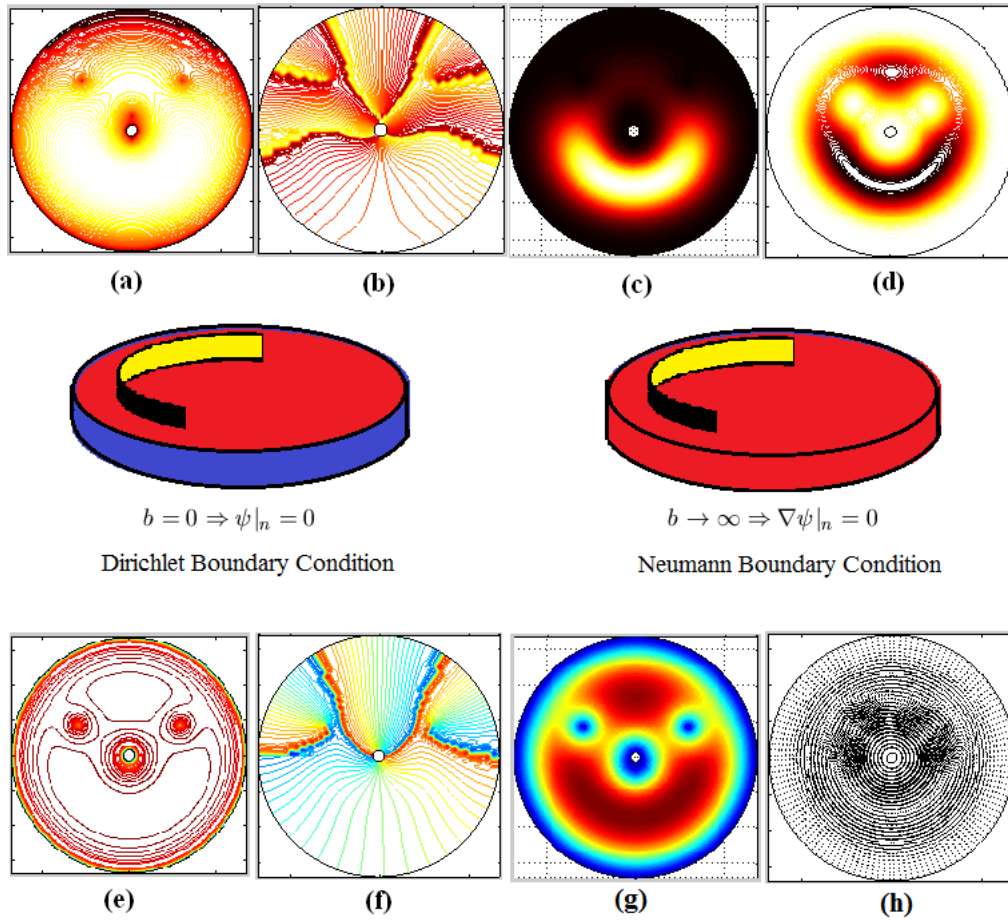 (a) (b) (c) (d)
b = 0 ⇒ ψ|ₙ = 0
b → ∞ ⇒ ∇ψ|ₙ = 0
Dirichlet Boundary Condition
Neumann Boundary Condition
(e) (f) (g) (h)